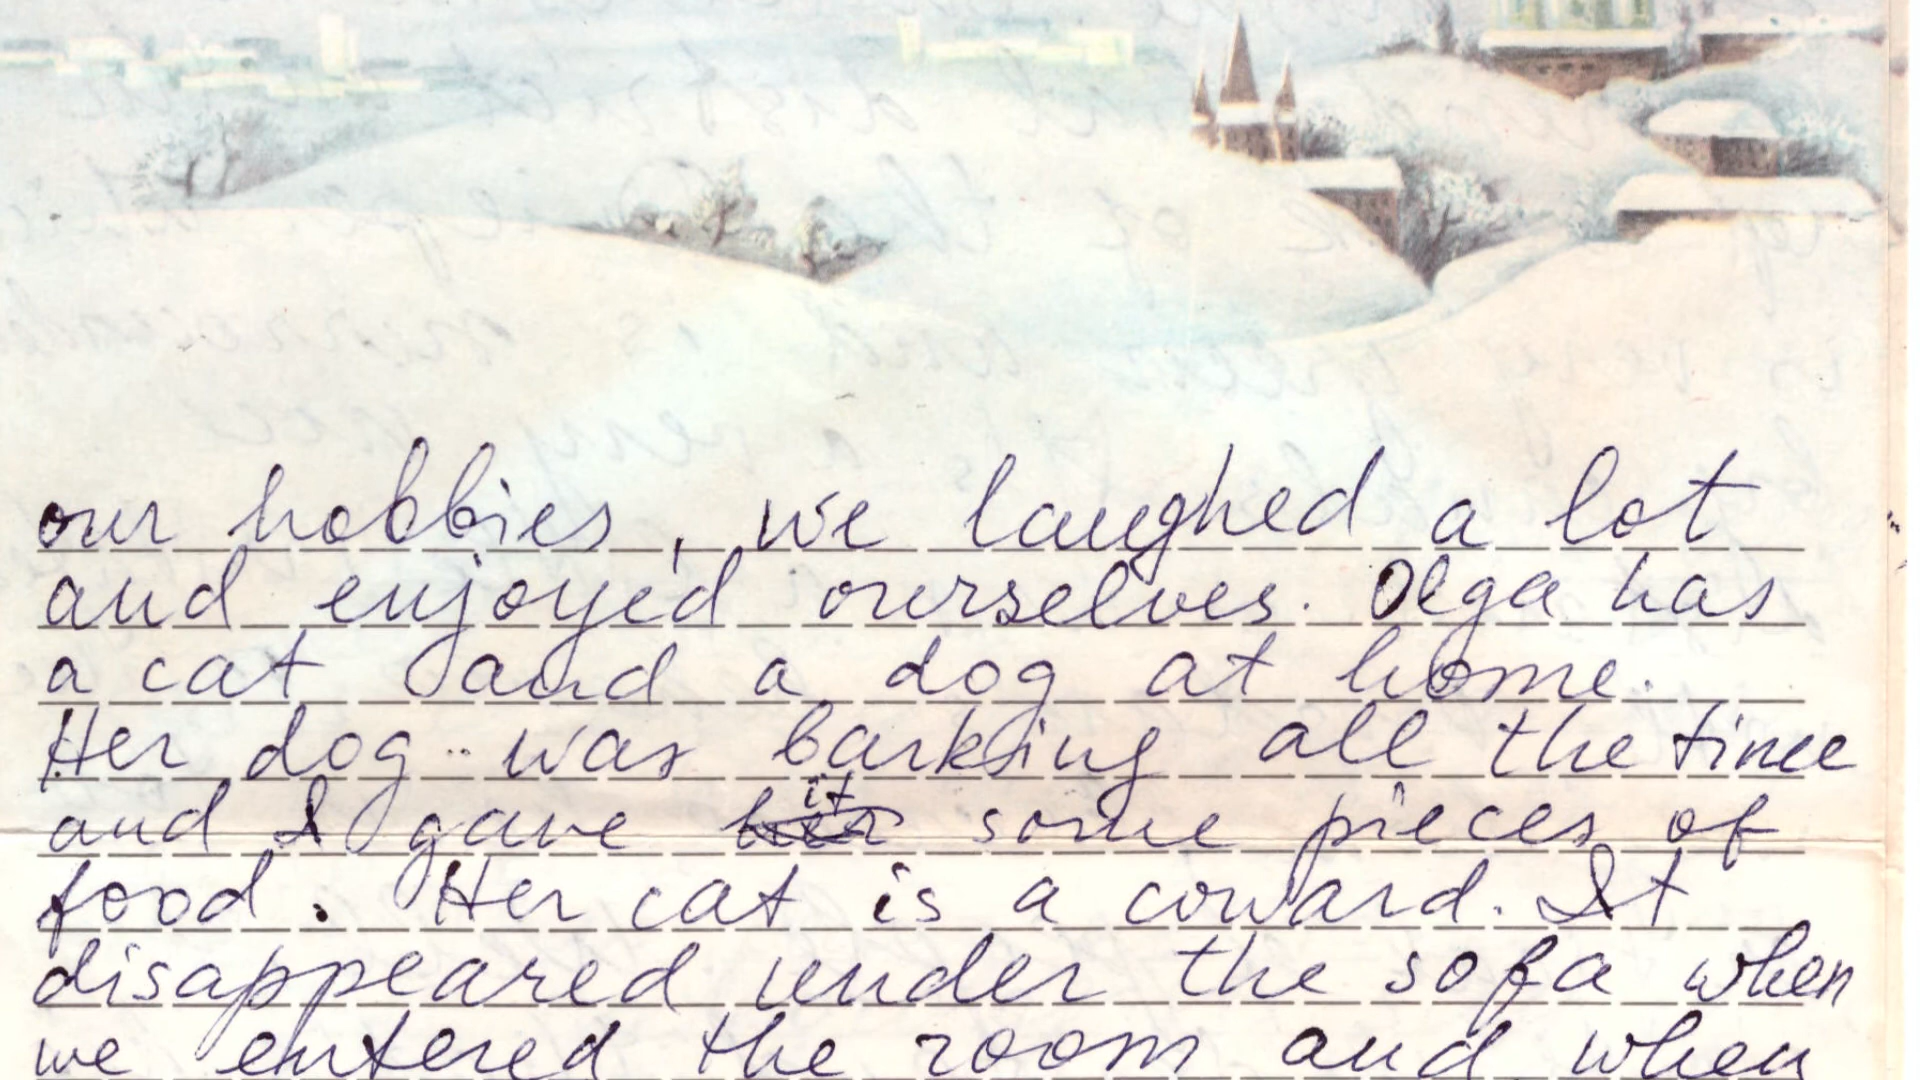 our hobbies, we laughed a lot
and enjoyed ourselves. Olga has
a cat and a dog at home.
Her dog was barking all the time
and I gave it some pieces of
food. Her cat is a coward. It
disappeared under the sofa when
we entered the room and when